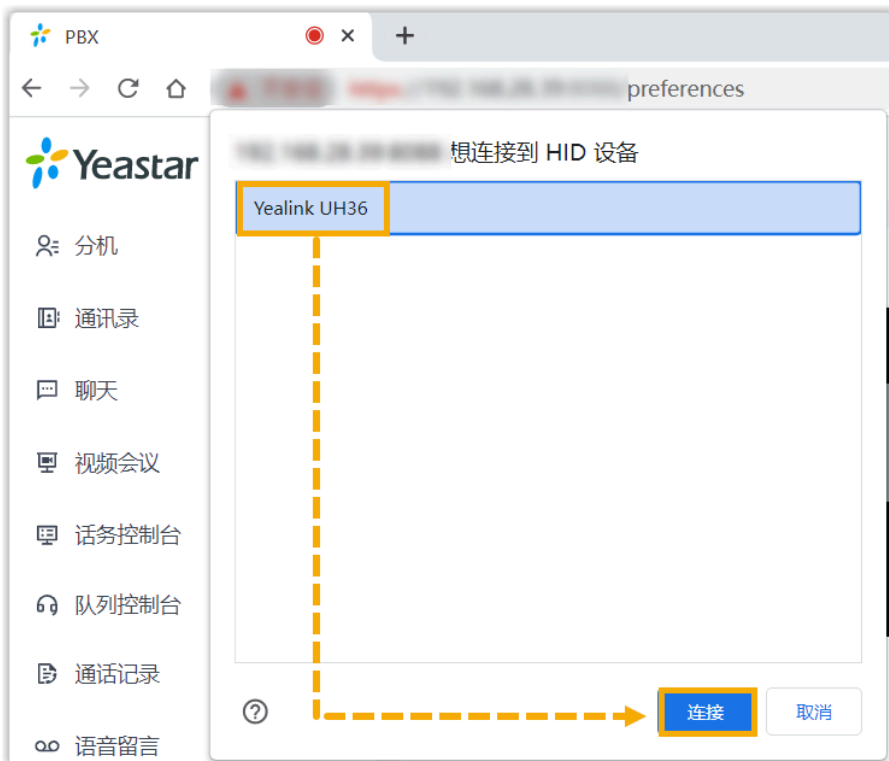 PBX
preferences
Yeastar
想连接到 HID 设备
Yealink UH36
分机
通讯录
聊天
视频会议
话务控制台
队列控制台
通话记录
语音留言
连接
取消